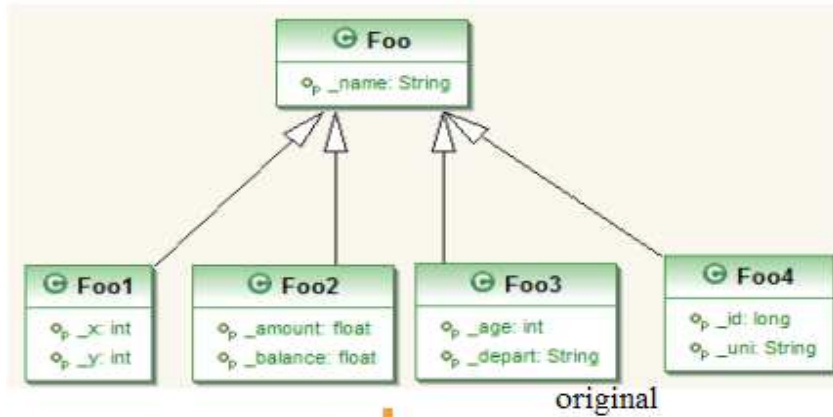 Foo
_name: String
Foo1
_x: int
_y: int
Foo2
_amount: float
_balance: float
Foo3
_age: int
_depart: String
Foo4
_id: long
_uni: String
original